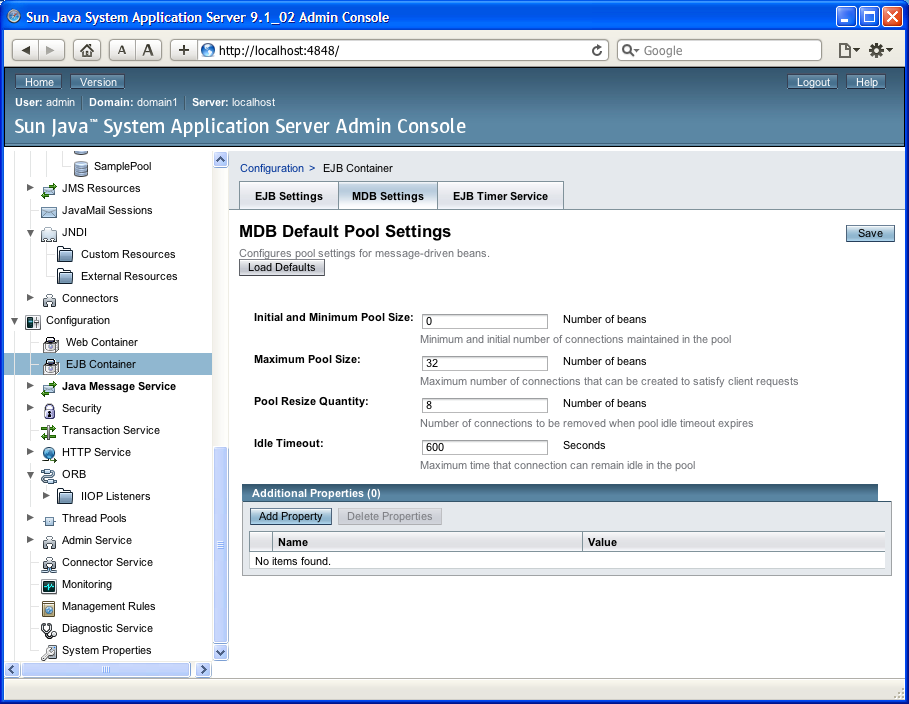 Sun Java System Application Server 9.1_02 Admin Console
A A + http://localhost:4848/ Google
Home Version Logout Help
User: admin Domain: domain1 Server: localhost
Sun Java™ System Application Server Admin Console
SamplePool
JMS Resources
JavaMail Sessions
JNDI
Custom Resources
External Resources
Connectors
Configuration
Web Container
EJB Container
Java Message Service
Security
Transaction Service
HTTP Service
ORB
IIOP Listeners
Thread Pools
Admin Service
Connector Service
Monitoring
Management Rules
Diagnostic Service
System Properties
Configuration > EJB Container
EJB Settings MDB Settings EJB Timer Service
MDB Default Pool Settings
Save
Configures pool settings for message-driven beans.
Load Defaults
Initial and Minimum Pool Size: 0 Number of beans
Minimum and initial number of connections maintained in the pool
Maximum Pool Size: 32 Number of beans
Maximum number of connections that can be created to satisfy client requests
Pool Resize Quantity: 8 Number of beans
Number of connections to be removed when pool idle timeout expires
Idle Timeout: 600 Seconds
Maximum time that connection can remain idle in the pool
Additional Properties (0)
Add Property Delete Properties
Name Value
No items found.